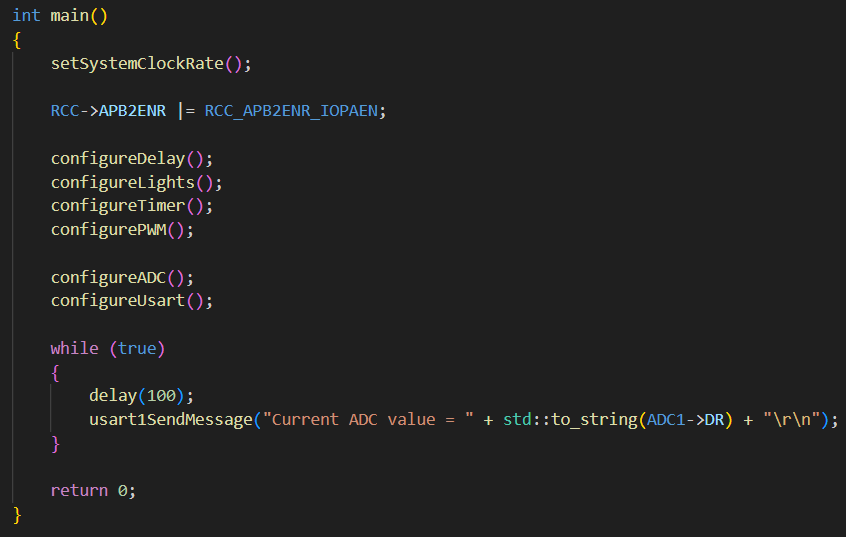 int main()
{
    setSystemClockRate();
    RCC->APB2ENR |= RCC_APB2ENR_IOPAEN;
    configureDelay();
    configureLights();
    configureTimer();
    configurePWM();
    configureADC();
    configureUsart();
    while (true)
    {
        delay(100);
        usart1SendMessage("Current ADC value = " + std::to_string(ADC1->DR) + "\r\n");
    }
    return 0;
}